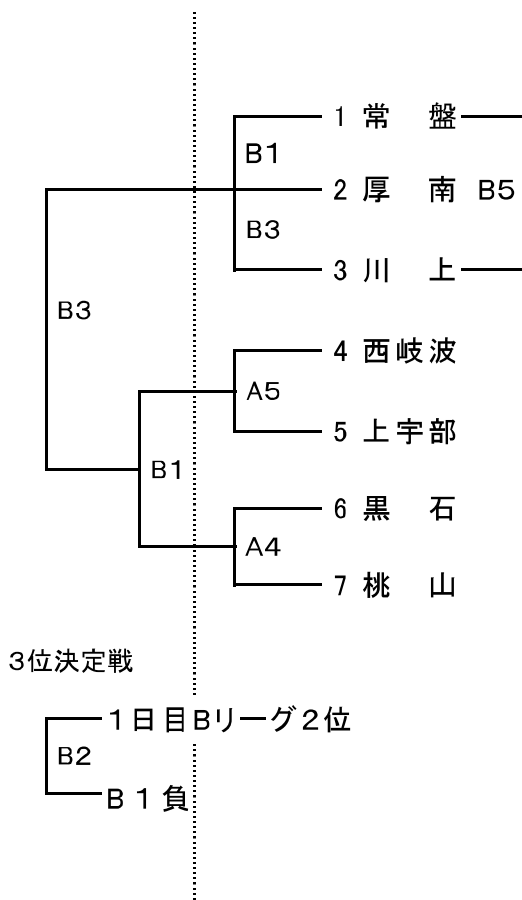 1 常 盤
B1
2 厚 南 B5
B3
3 川 上
B3
4 西岐波
A5
5 上宇部
B1
6 黒 石
A4
7 桃 山
3位決定戦
1日目Bリーグ2位
B2
B1負